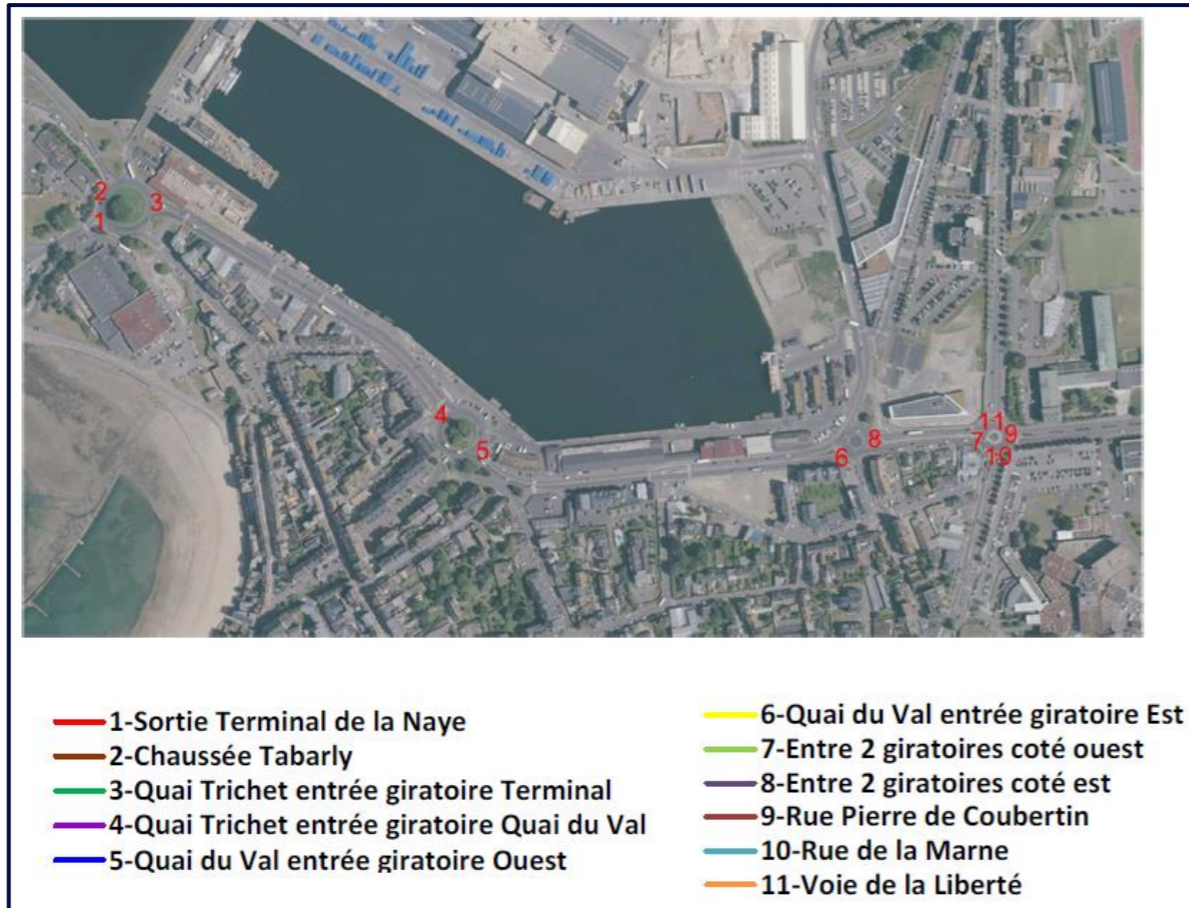 2
1
3
4
5
6
8
7
11
9
10
1-Sortie Terminal de la Naye
2-Chaussée Tabarly
3-Quai Trichet entrée giratoire Terminal
4-Quai Trichet entrée giratoire Quai du Val
5-Quai du Val entrée giratoire Ouest
6-Quai du Val entrée giratoire Est
7-Entre 2 giratoires coté ouest
8-Entre 2 giratoires coté est
9-Rue Pierre de Coubertin
10-Rue de la Marne
11-Voie de la Liberté